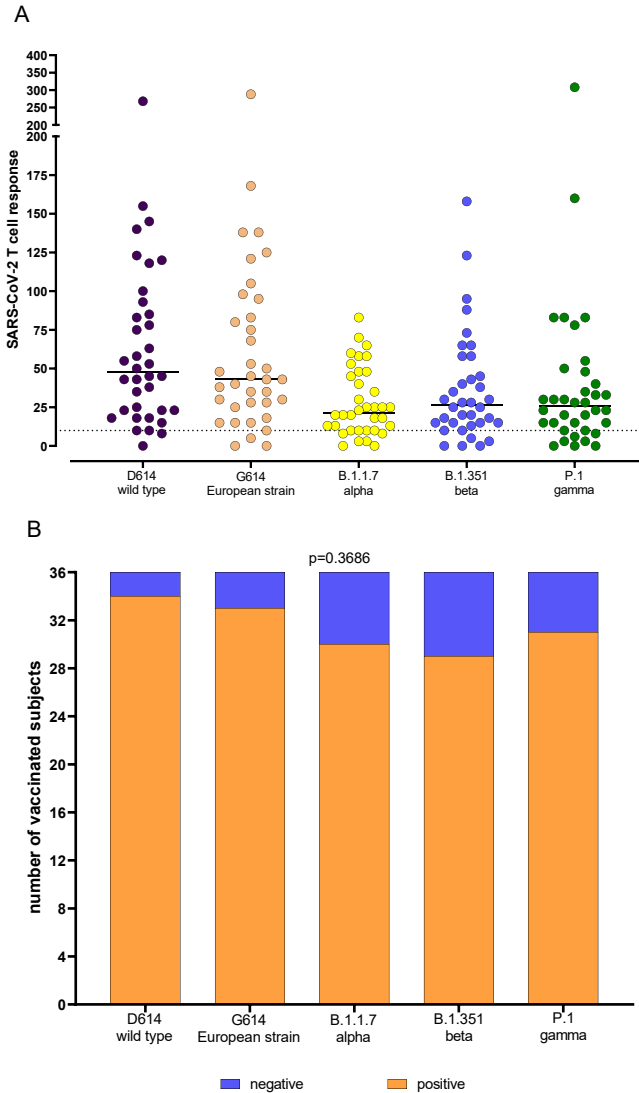 A
SARS-CoV-2 T cell response
400
350
300
250
200
200
175
150
125
100
75
50
25
0
D614 G614 B.1.1.7 B.1.351 P.1
wild type European strain alpha beta gamma
B
p=0.3686
number of vaccinated subjects
36
32
28
24
20
16
12
8
4
0
D614 G614 B.1.1.7 B.1.351 P.1
wild type European strain alpha beta gamma
negative positive